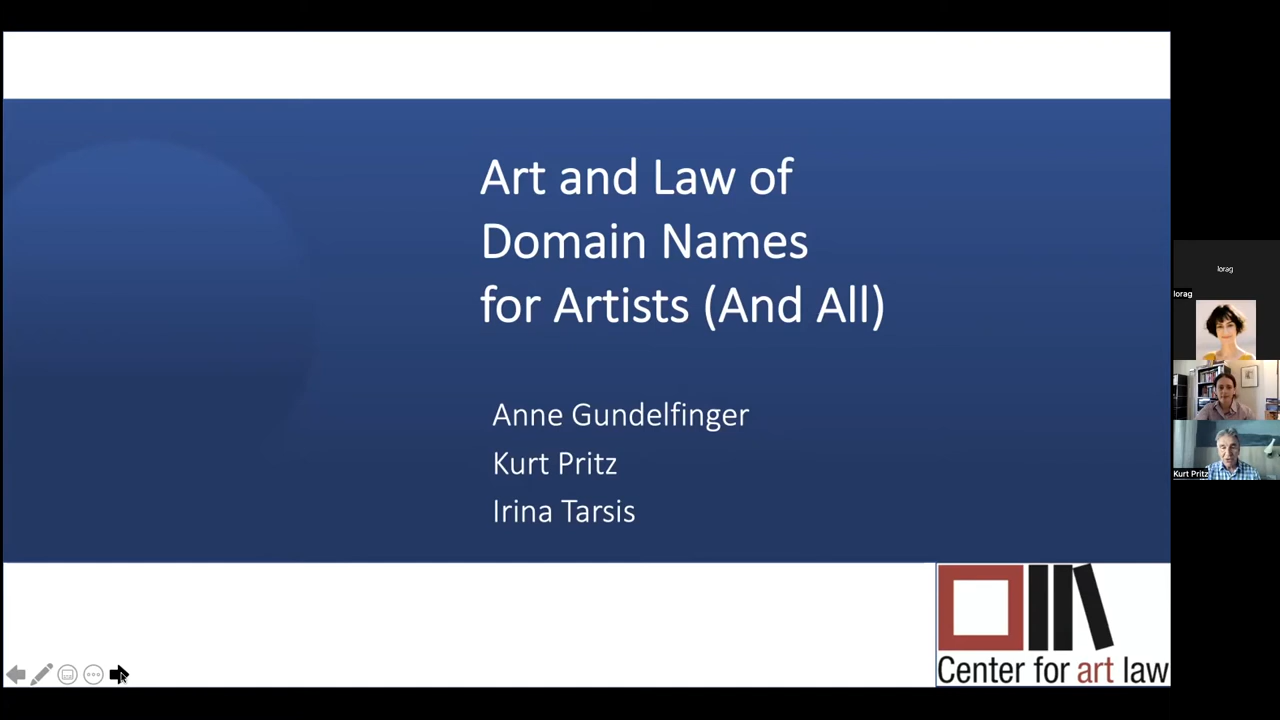 Art and Law of
Domain Names
for Artists (And All)
Anne Gundelfinger
Kurt Pritz
Irina Tarsis
Center for art law
lorag
lorag
Kurt Pritz